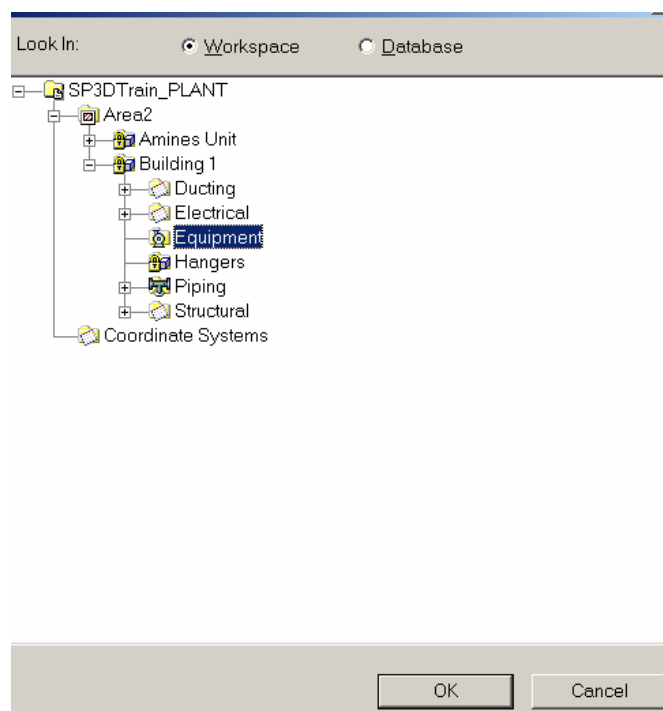 Look In: Workspace Database
SP3DTrain_PLANT
Area2
Amines Unit
Building 1
Ducting
Electrical
Equipment
Hangers
Piping
Structural
Coordinate Systems
OK Cancel